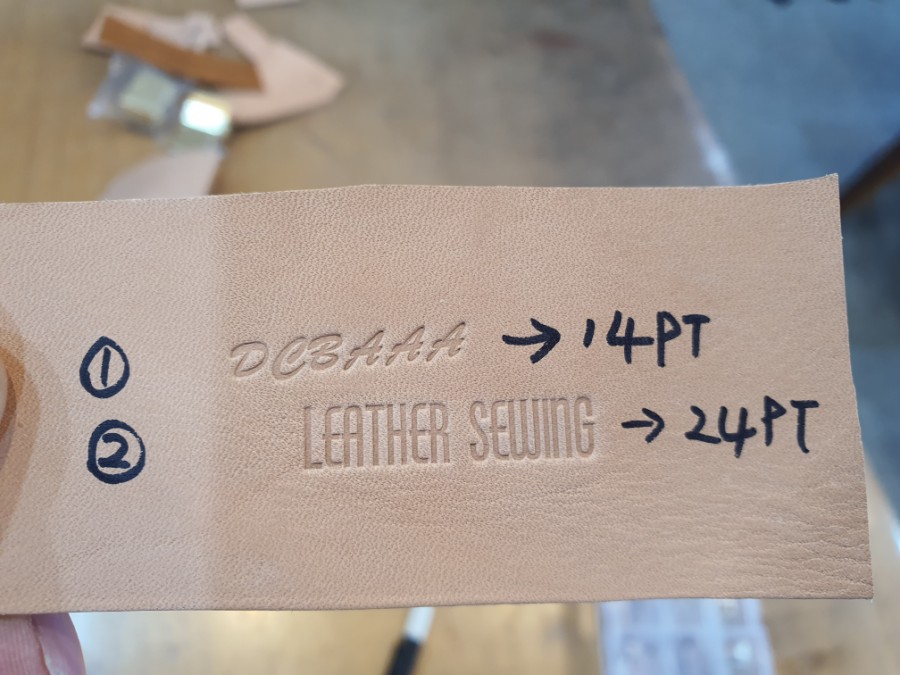 ① DCBAAA → 14PT
② LEATHER SEWING → 24PT